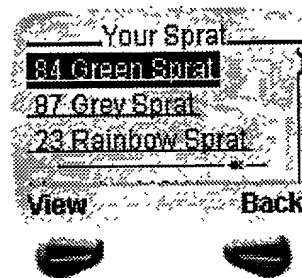 Your Sprat
84 Green Sprat
87 Grey Sprat
23 Rainbow Sprat
View Back